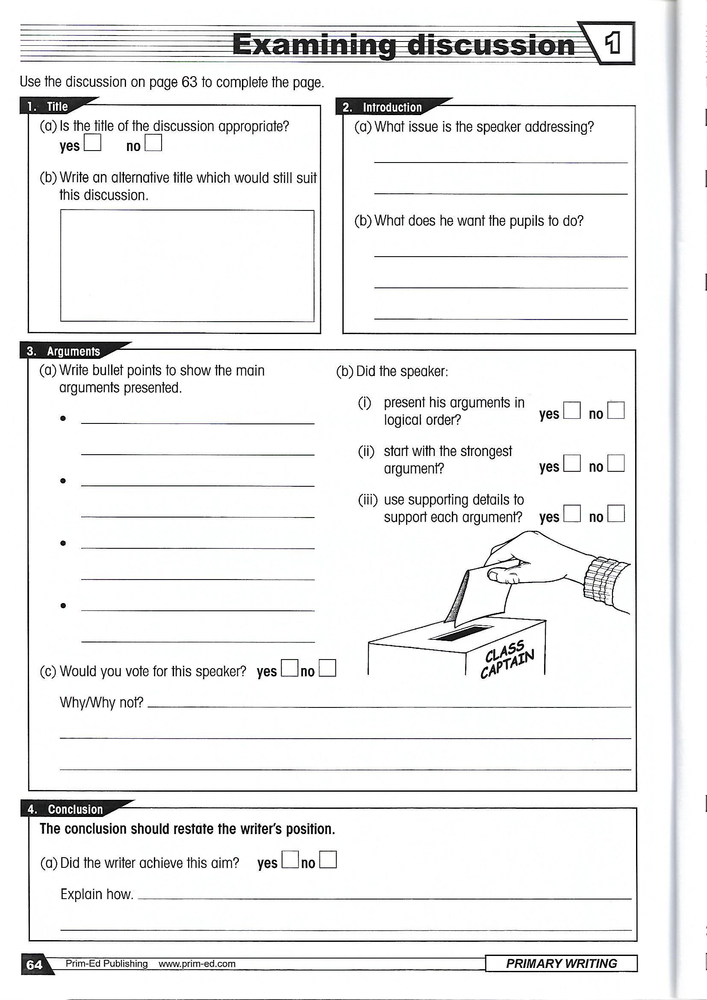 Examining discussion 1
Use the discussion on page 63 to complete the page.
1. Title
(a) Is the title of the discussion appropriate?
yes no
(b) Write an alternative title which would still suit
this discussion.
2. Introduction
(a) What issue is the speaker addressing?
(b) What does he want the pupils to do?
3. Arguments
(a) Write bullet points to show the main
arguments presented.
•
•
•
•
(b) Did the speaker:
(i) present his arguments in
logical order? yes no
(ii) start with the strongest
argument? yes no
(iii) use supporting details to
support each argument? yes no
CLASS
CAPTAIN
(c) Would you vote for this speaker? yes no
Why/Why not?
4. Conclusion
The conclusion should restate the writer's position.
(a) Did the writer achieve this aim? yes no
Explain how.
64 Prim-Ed Publishing www.prim-ed.com PRIMARY WRITING